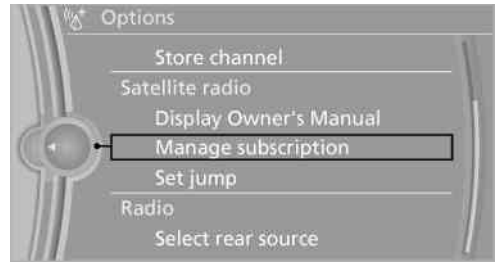 Options
Store channel
Satellite radio
Display Owner's Manual
Manage subscription
Set jump
Radio
Select rear source